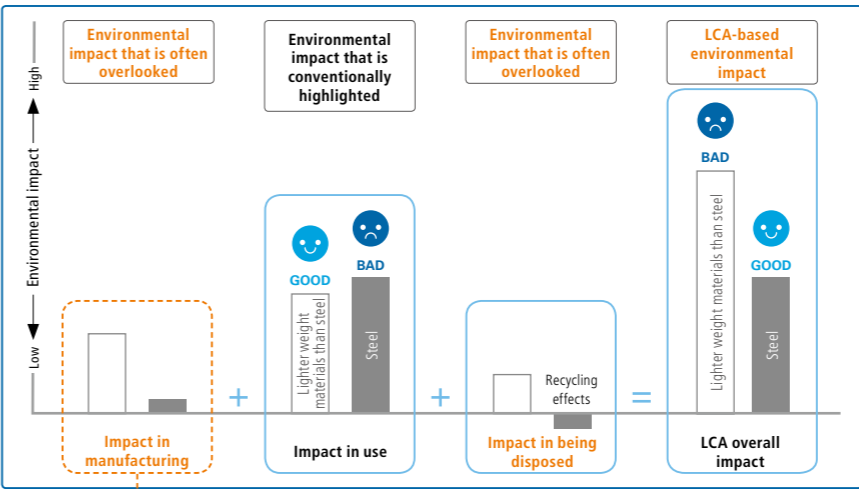 Environmental
impact that is often
overlooked
Environmental
impact that is
conventionally
highlighted
Environmental
impact that is often
overlooked
LCA-based
environmental
impact
High
Environmental impact
Low
BAD
GOOD
BAD
GOOD
Lighter weight
materials than steel
Steel
Recycling
effects
Lighter weight materials than steel
Steel
+
+
=
Impact in
manufacturing
Impact in use
Impact in being
disposed
LCA overall
impact